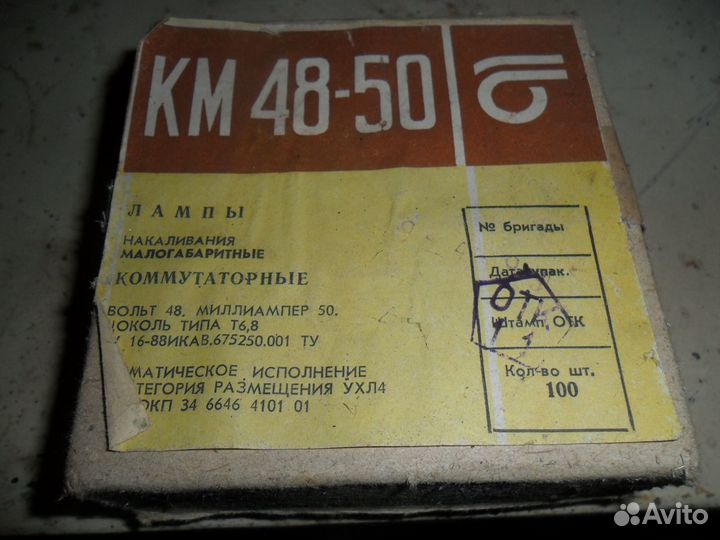 КМ 48-50
ЛАМПЫ
НАКАЛИВАНИЯ
МАЛОГАБАРИТНЫЕ
КОММУТАТОРНЫЕ
ВОЛЬТ 48, МИЛЛИАМПЕР 50.
ЦОКОЛЬ ТИПА Т6,8
16-88ИКАВ.675250.001 ТУ
МАТИЧЕСКОЕ ИСПОЛНЕНИЕ
ТЕГОРИЯ РАЗМЕЩЕНИЯ УХЛ4
ОКП 34 6646 4101 01
№ бригады
Дата упак.
ОТК
1
Штамп. ОТК
Кол-во шт.
100
Avito